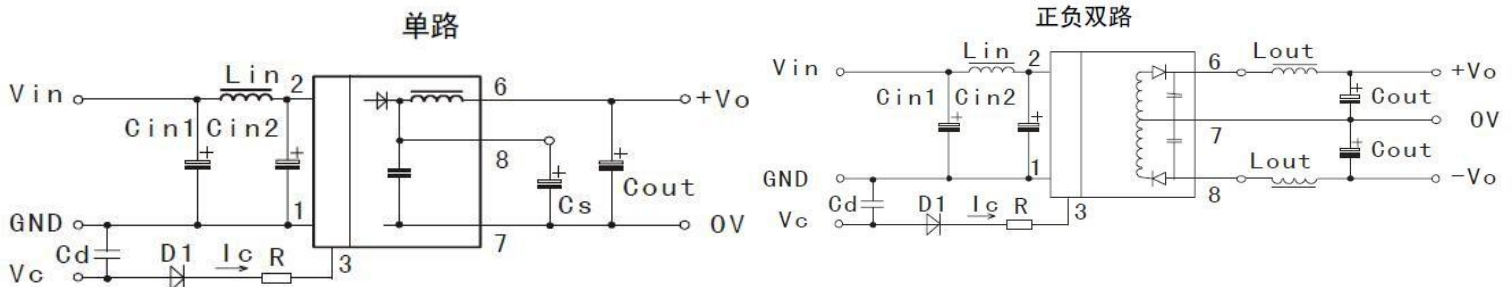 单路
Vin
Lin
2
6
+Vo
Cin1
Cin2
+
+
8
+
+
Cout
Cs
GND
1
7
0V
Cd
D1
Ic
R
3
Vc
正负双路
Vin
Lin
2
6
Lout
+Vo
Cin1
Cin2
+
+
+
Cout
0V
7
+
Cout
1
GND
Lout
-Vo
8
Cd
D1
Ic
R
3
Vc